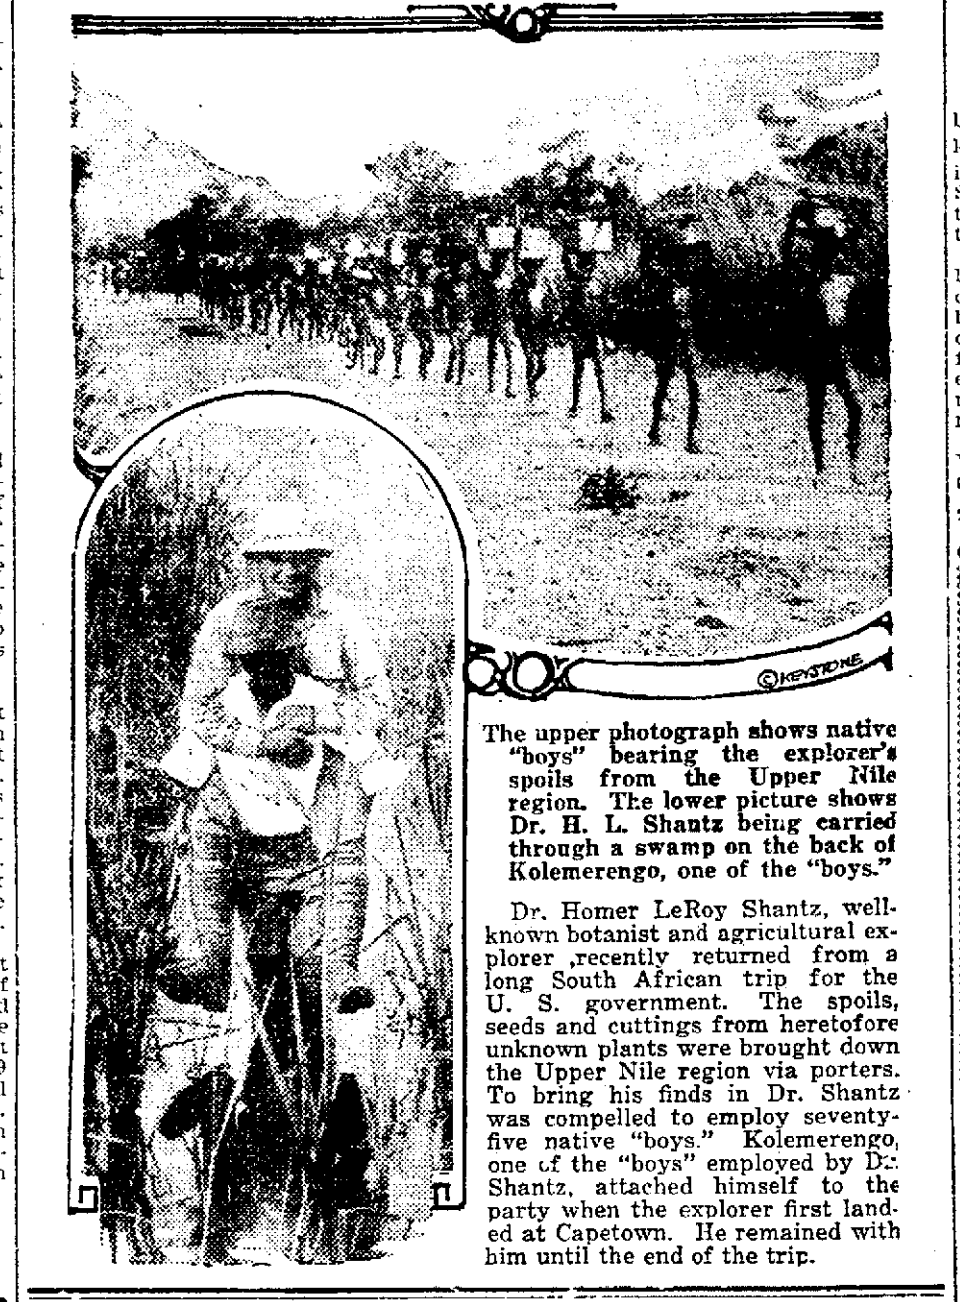 © KEYSTONE
The upper photograph shows native
"boys" bearing the explorer's
spoils from the Upper Nile
region. The lower picture shows
Dr. H. L. Shantz being carried
through a swamp on the back of
Kolemerengo, one of the "boys."
Dr. Homer LeRoy Shantz, well-
known botanist and agricultural ex-
plorer ,recently returned from a
long South African trip for the
U. S. government. The spoils,
seeds and cuttings from heretofore
unknown plants were brought down
the Upper Nile region via porters.
To bring his finds in Dr. Shantz
was compelled to employ seventy-
five native "boys." Kolemerengo,
one of the "boys" employed by Dr.
Shantz, attached himself to the
party when the explorer first land-
ed at Capetown. He remained with
him until the end of the trip.